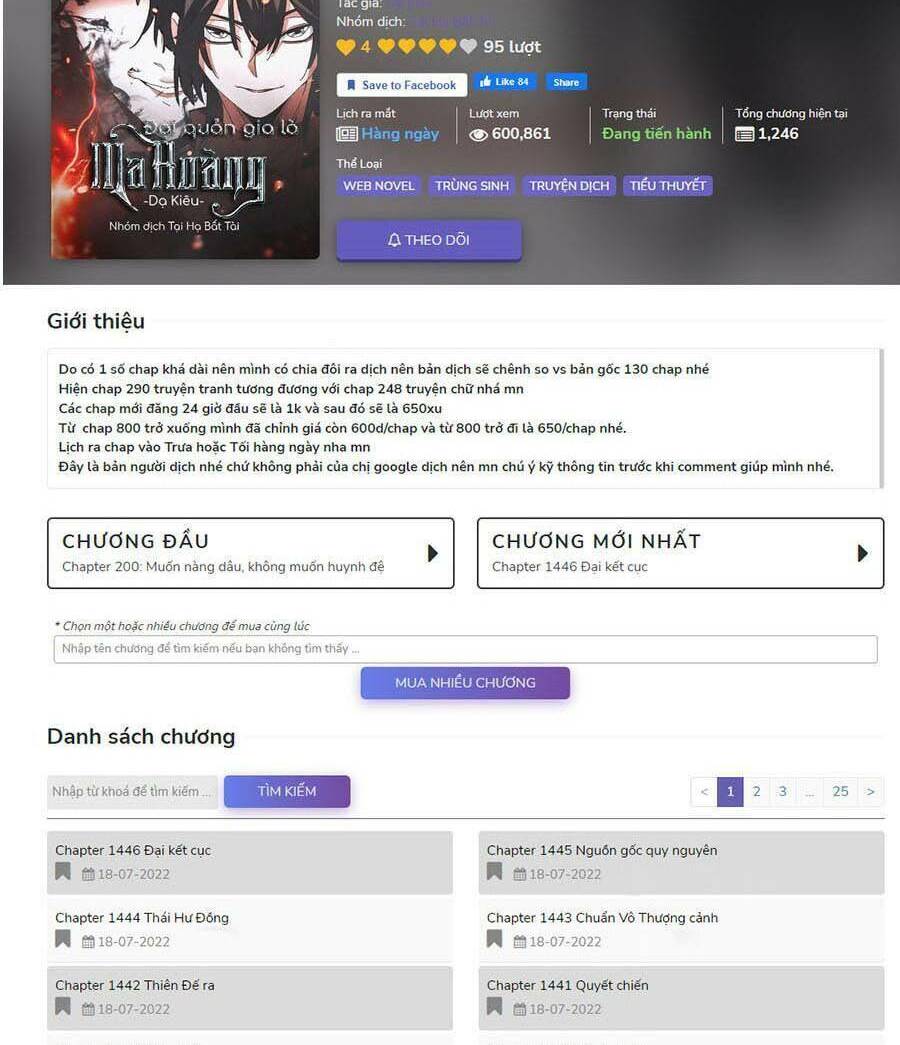 Tác giả:
Nhóm dịch:
4 95 lượt
Save to Facebook Like 84 Share
Lịch ra mắt Lượt xem Trạng thái Tổng chương hiện tại
Hàng ngày 600,861 Đang tiến hành 1,246
Thể Loại
WEB NOVEL TRÙNG SINH TRUYỆN DỊCH TIỂU THUYẾT
THEO DÕI
Đại quản gia là
Ma Hoàng
-Dạ Kiêu-
Nhóm dịch Tại Hạ Bất Tài
Giới thiệu
Do có 1 số chap khá dài nên mình có chia đôi ra dịch nên bản dịch sẽ chênh so vs bản gốc 130 chap nhé
Hiện chap 290 truyện tranh tương đương với chap 248 truyện chữ nhá mn
Các chap mới đăng 24 giờ đầu sẽ là 1k và sau đó sẽ là 650xu
Từ chap 800 trở xuống mình đã chỉnh giá còn 600d/chap và từ 800 trở đi là 650/chap nhé.
Lịch ra chap vào Trưa hoặc Tối hàng ngày nha mn
Đây là bản người dịch nhé chứ không phải của chị google dịch nên mn chú ý kỹ thông tin trước khi comment giúp mình nhé.
CHƯƠNG ĐẦU
Chapter 200: Muốn nàng dâu, không muốn huynh đệ
CHƯƠNG MỚI NHẤT
Chapter 1446 Đại kết cục
* Chọn một hoặc nhiều chương để mua cùng lúc
Nhập tên chương để tìm kiếm nếu bạn không tìm thấy ...
MUA NHIỀU CHƯƠNG
Danh sách chương
Nhập từ khoá để tìm kiếm ... TÌM KIẾM < 1 2 3 ... 25 >
Chapter 1446 Đại kết cục
18-07-2022
Chapter 1445 Nguồn gốc quy nguyên
18-07-2022
Chapter 1444 Thái Hư Đồng
18-07-2022
Chapter 1443 Chuẩn Vô Thượng cảnh
18-07-2022
Chapter 1442 Thiên Đế ra
18-07-2022
Chapter 1441 Quyết chiến
18-07-2022